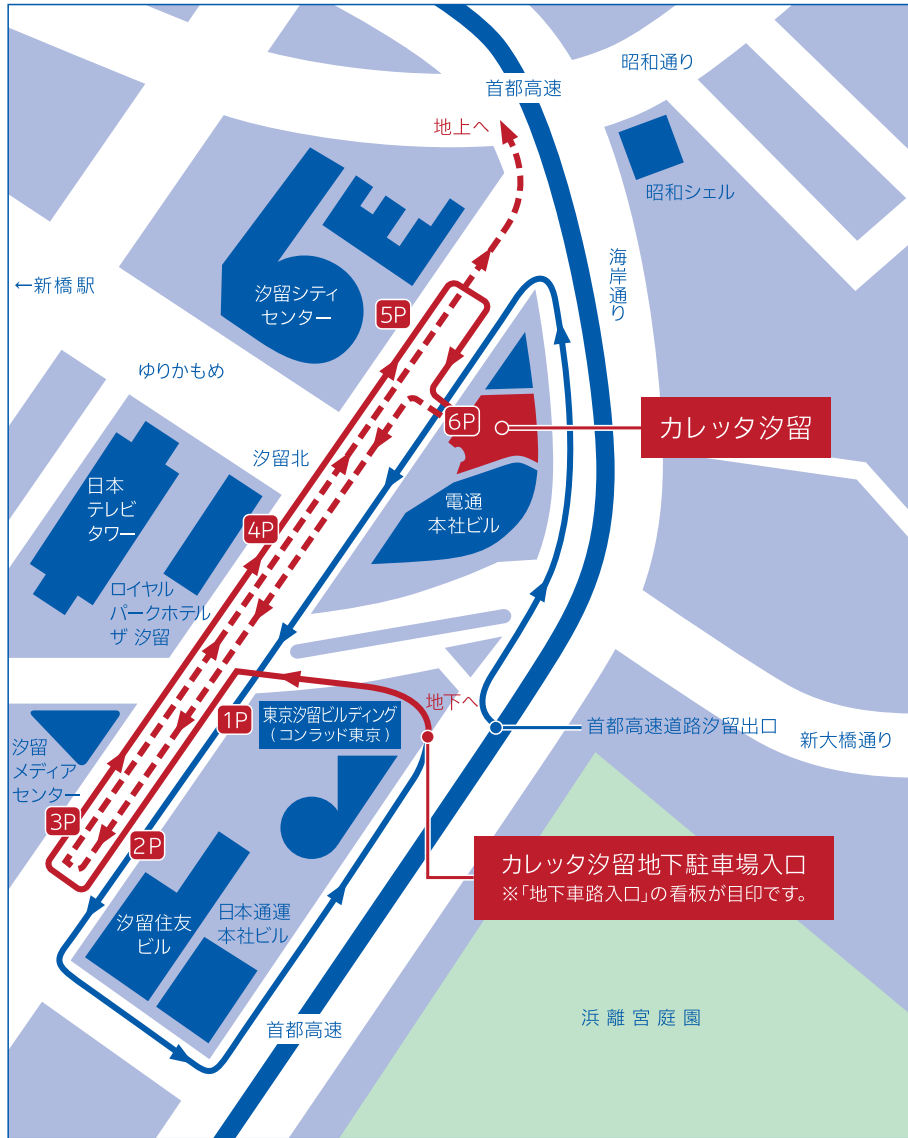 昭和通り
首都高速
地上へ
昭和シェル
海岸通り
←新橋駅
汐留シティ
センター
5P
ゆりかもめ
6P
カレッタ汐留
汐留北
日本
テレビ
タワー
電通
本社ビル
4P
ロイヤル
パークホテル
ザ 汐留
地下へ
1P
東京汐留ビルディング
(コンラッド東京)
首都高速道路汐留出口
新大橋通り
汐留
メディア
センター
3P
2P
カレッタ汐留地下駐車場入口
※「地下車路入口」の看板が目印です。
汐留住友
ビル
日本通運
本社ビル
首都高速
浜離宮庭園